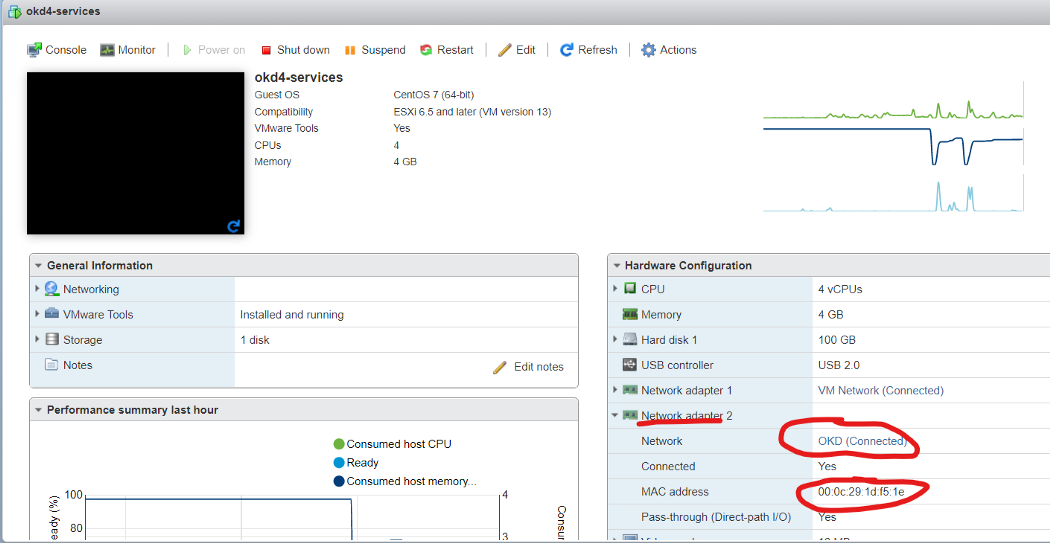 okd4-services
Console Monitor Power on Shut down Suspend Restart Edit Refresh Actions
okd4-services
Guest OS CentOS 7 (64-bit)
Compatibility ESXi 6.5 and later (VM version 13)
VMware Tools Yes
CPUs 4
Memory 4 GB
General Information
Networking
VMware Tools Installed and running
Storage 1 disk
Notes Edit notes
Performance summary last hour
Consumed host CPU
Ready
Consumed host memory...
100 4
80 3
eady (%)
Consu
Hardware Configuration
CPU 4 vCPUs
Memory 4 GB
Hard disk 1 100 GB
USB controller USB 2.0
Network adapter 1 VM Network (Connected)
Network adapter 2
Network OKD (Connected)
Connected Yes
MAC address 00:0c:29:1d:f5:1e
Pass-through (Direct-path I/O) Yes